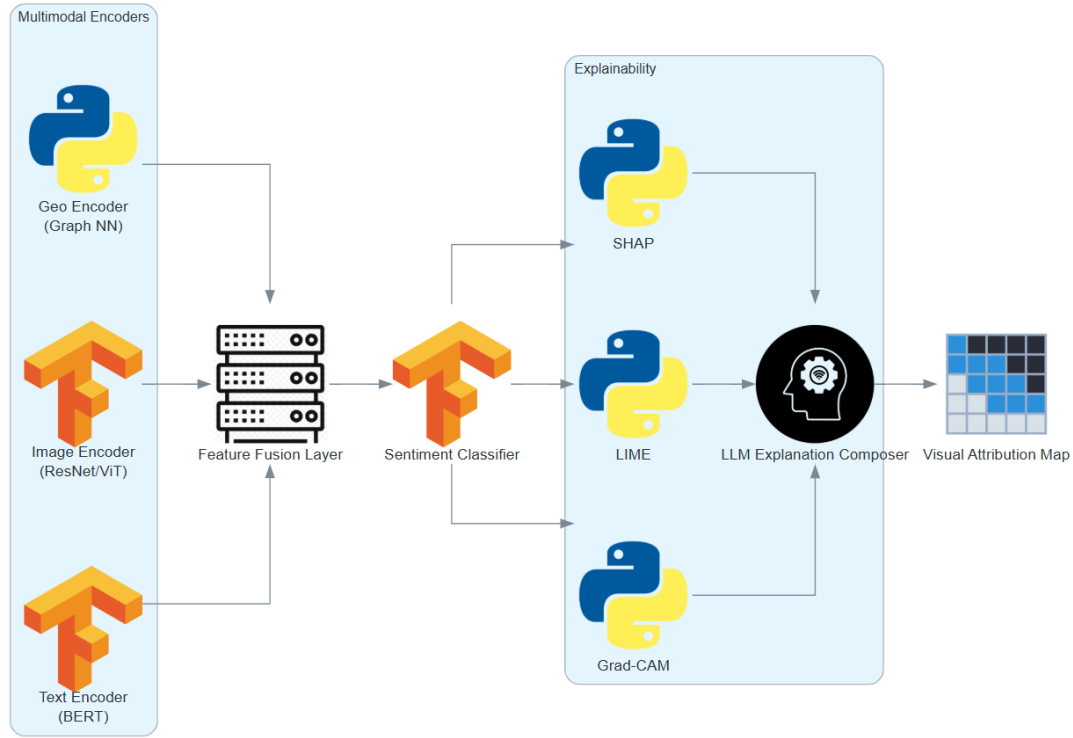 Multimodal Encoders
Geo Encoder
(Graph NN)
Image Encoder
(ResNet/ViT)
Text Encoder
(BERT)
Feature Fusion Layer
Sentiment Classifier
Explainability
SHAP
LIME
Grad-CAM
LLM Explanation Composer
Visual Attribution Map